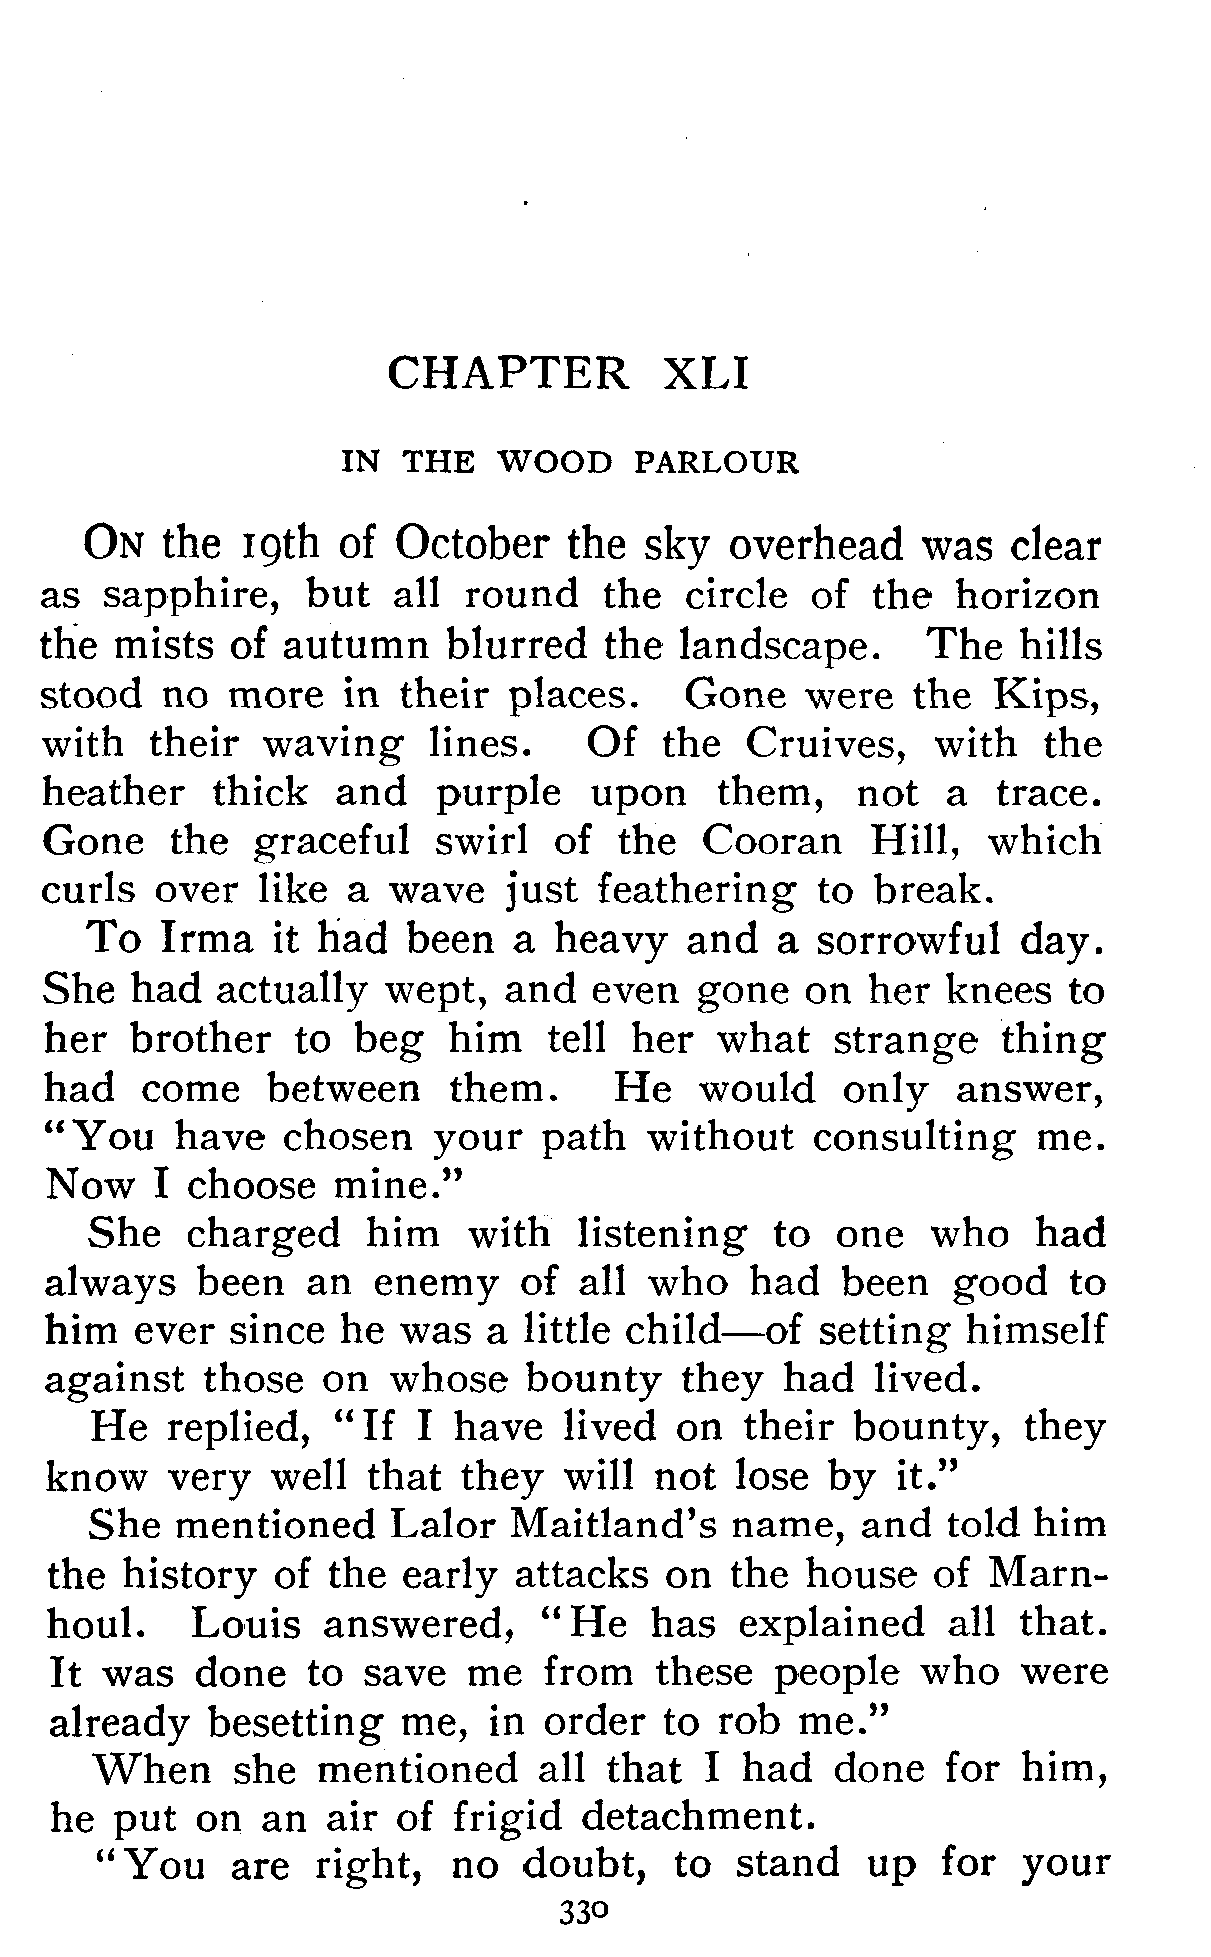 CHAPTER XLI
IN THE WOOD PARLOUR
ON the 19th of October the sky overhead was clear
as sapphire, but all round the circle of the horizon
the mists of autumn blurred the landscape. The hills
stood no more in their places. Gone were the Kips,
with their waving lines. Of the Cruives, with the
heather thick and purple upon them, not a trace.
Gone the graceful swirl of the Cooran Hill, which
curls over like a wave just feathering to break.
To Irma it had been a heavy and a sorrowful day.
She had actually wept, and even gone on her knees to
her brother to beg him tell her what strange thing
had come between them. He would only answer,
"You have chosen your path without consulting me.
Now I choose mine."
She charged him with listening to one who had
always been an enemy of all who had been good to
him ever since he was a little child—of setting himself
against those on whose bounty they had lived.
He replied, "If I have lived on their bounty, they
know very well that they will not lose by it."
She mentioned Lalor Maitland's name, and told him
the history of the early attacks on the house of Marn-
houl. Louis answered, "He has explained all that.
It was done to save me from these people who were
already besetting me, in order to rob me."
When she mentioned all that I had done for him,
he put on an air of frigid detachment.
"You are right, no doubt, to stand up for your
330